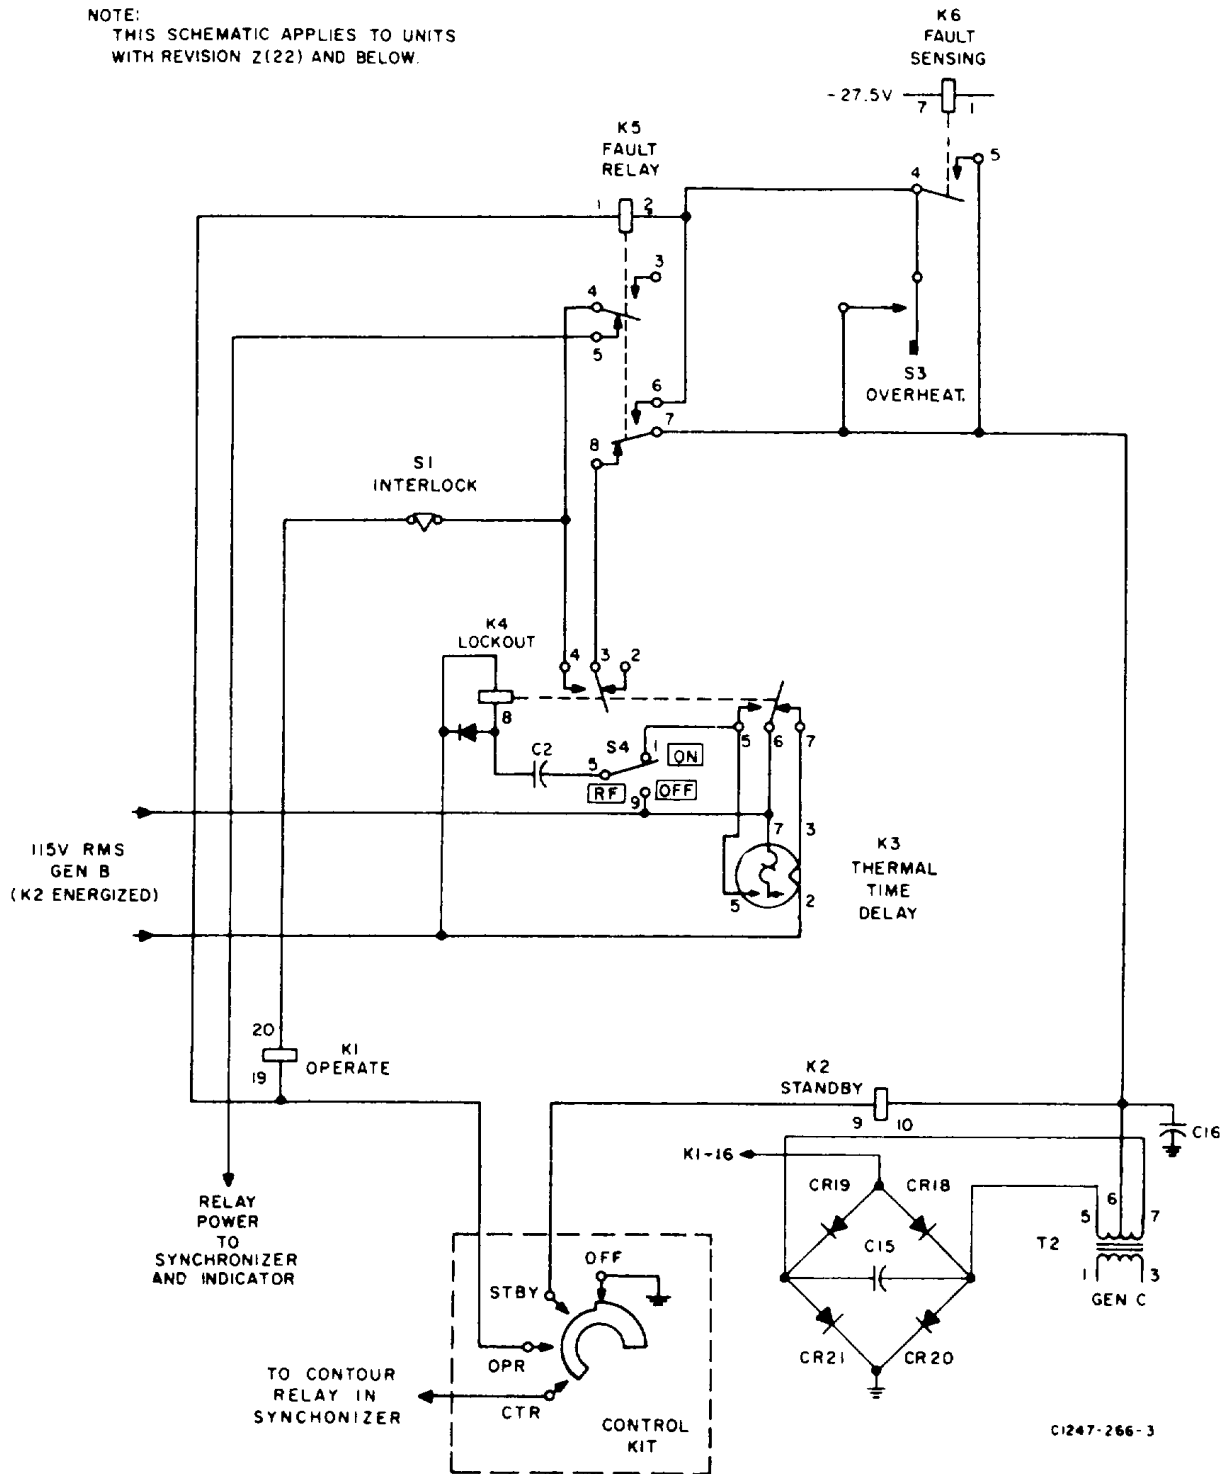 NOTE:
THIS SCHEMATIC APPLIES TO UNITS
WITH REVISION Z(22) AND BELOW.
K6
FAULT
SENSING
-27.5V
7
1
K5
FAULT
RELAY
5
4
1
2
3
4
5
S3
OVERHEAT.
6
7
8
S1
INTERLOCK
K4
LOCKOUT
4
3
2
8
C2
S4
1
ON
5
5
6
7
RF
9
OFF
115V RMS
GEN B
(K2 ENERGIZED)
7
3
K3
THERMAL
TIME
DELAY
5
2
20
K1
OPERATE
19
K2
STANDBY
9
10
C16
K1-16
CR19
CR18
5
6
7
T2
C15
1
3
GEN C
CR21
CR20
RELAY
POWER
TO
SYNCHRONIZER
AND INDICATOR
OFF
STBY
OPR
CTR
TO CONTOUR
RELAY IN
SYNCHONIZER
CONTROL
KIT
C1247-266-3